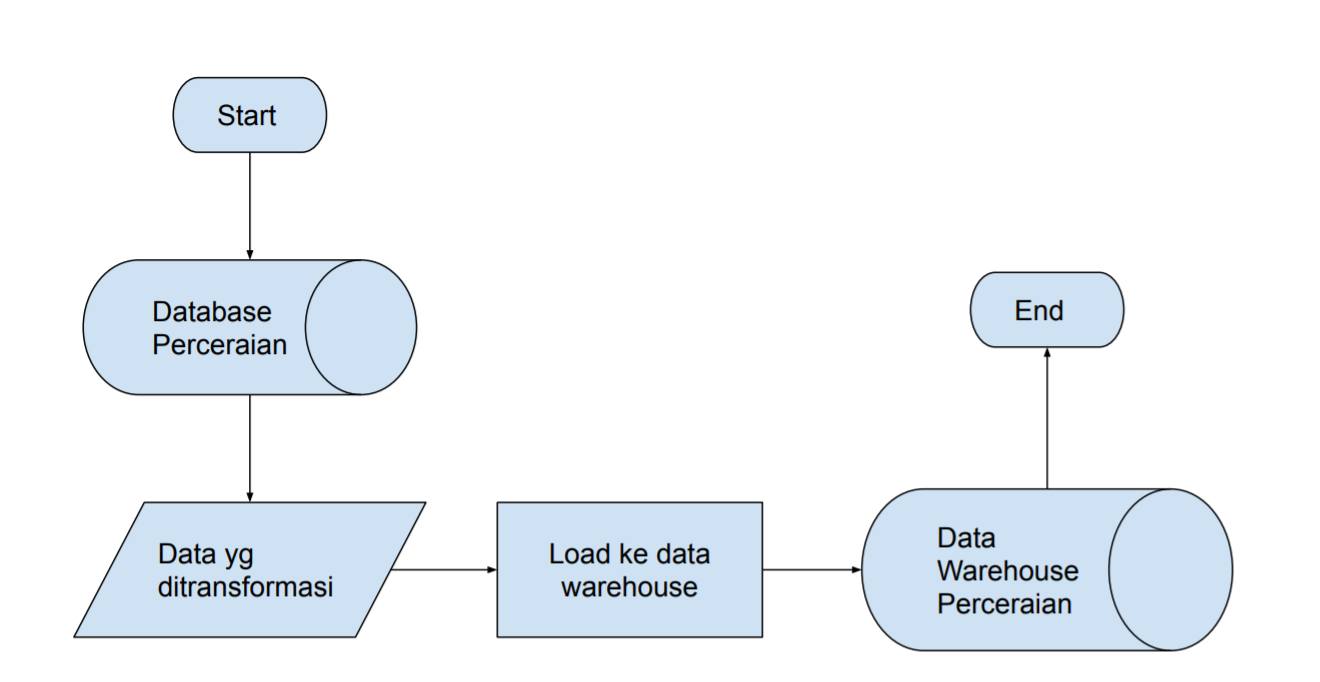 Start
Database
Perceraian
Data yg
ditransformasi
Load ke data
warehouse
Data
Warehouse
Perceraian
End